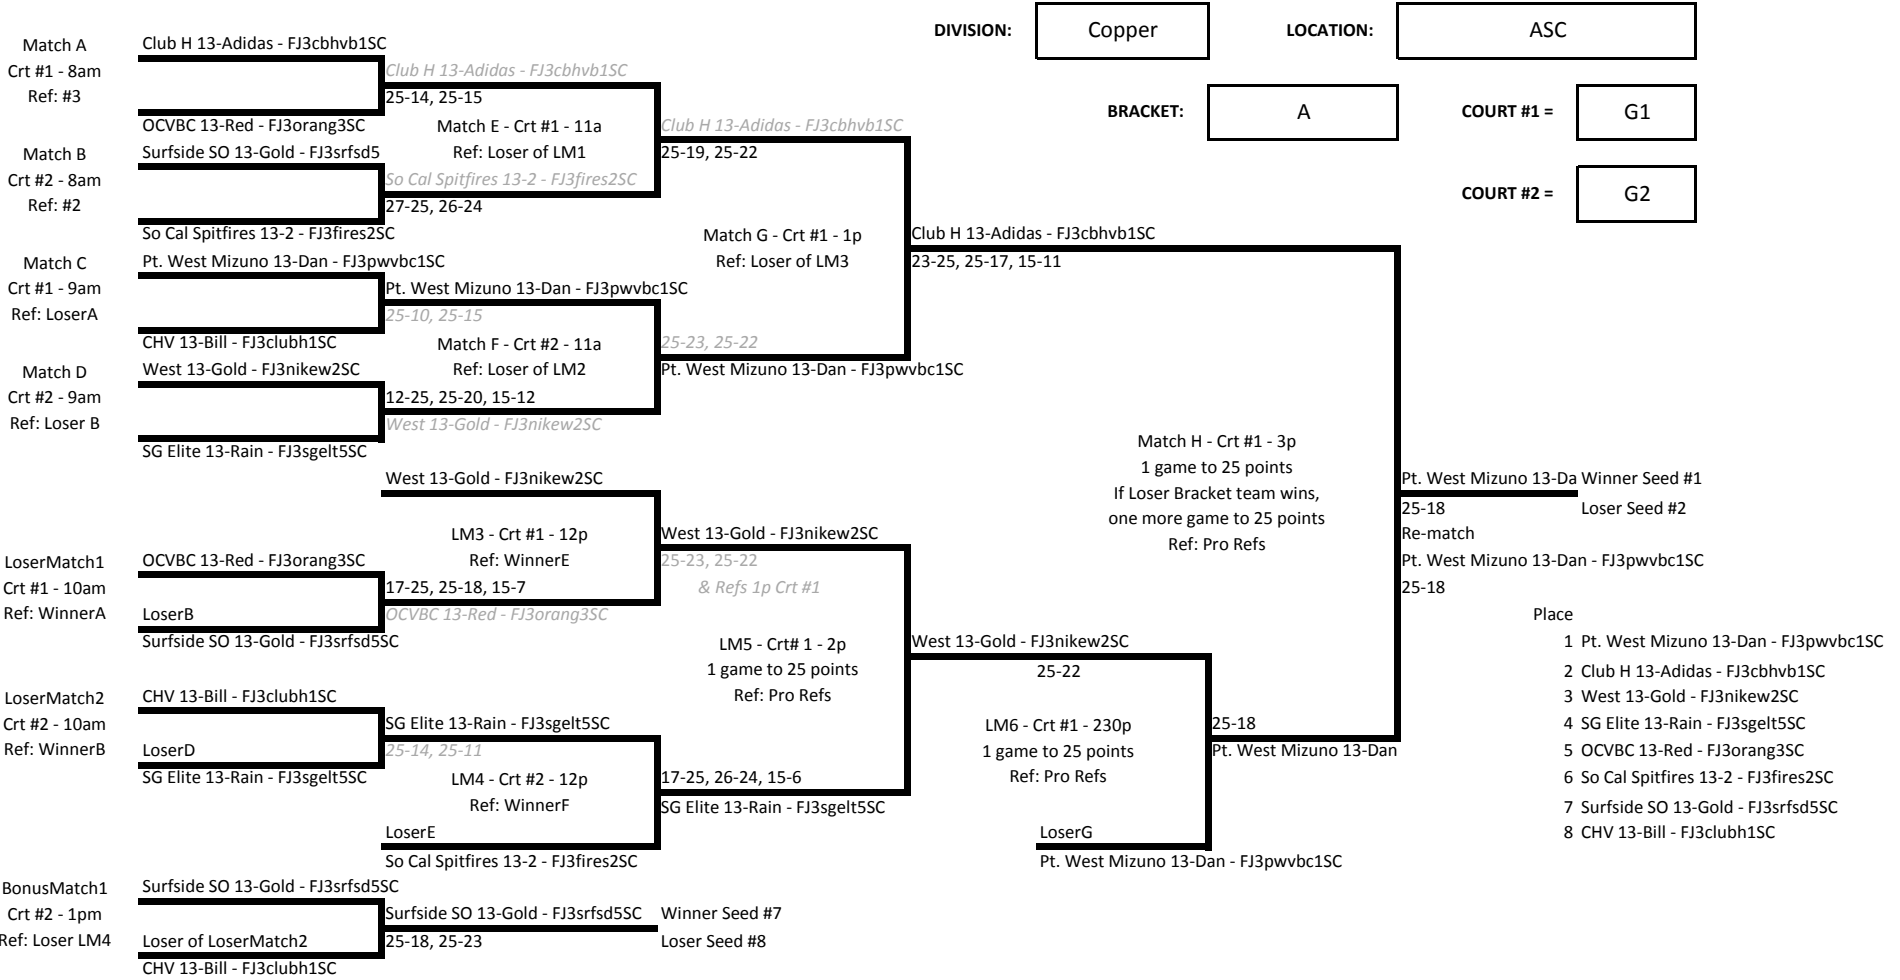 DIVISION:
Copper
LOCATION:
ASC
BRACKET:
A
COURT #1 =
G1
COURT #2 =
G2
Match A
Crt #1 - 8am
Ref: #3
Club H 13-Adidas - FJ3cbhvb1SC
OCVBC 13-Red - FJ3orang3SC
Match B
Crt #2 - 8am
Ref: #2
Surfside SO 13-Gold - FJ3srfsd5
So Cal Spitfires 13-2 - FJ3fires2SC
Match C
Crt #1 - 9am
Ref: LoserA
Pt. West Mizuno 13-Dan - FJ3pwvbc1SC
CHV 13-Bill - FJ3clubh1SC
Match D
Crt #2 - 9am
Ref: Loser B
West 13-Gold - FJ3nikew2SC
SG Elite 13-Rain - FJ3sgelt5SC
Club H 13-Adidas - FJ3cbhvb1SC
25-14, 25-15
Match E - Crt #1 - 11a
Ref: Loser of LM1
So Cal Spitfires 13-2 - FJ3fires2SC
27-25, 26-24
Pt. West Mizuno 13-Dan - FJ3pwvbc1SC
25-10, 25-15
Match F - Crt #2 - 11a
Ref: Loser of LM2
12-25, 25-20, 15-12
West 13-Gold - FJ3nikew2SC
Club H 13-Adidas - FJ3cbhvb1SC
25-19, 25-22
Match G - Crt #1 - 1p
Ref: Loser of LM3
25-23, 25-22
Pt. West Mizuno 13-Dan - FJ3pwvbc1SC
Club H 13-Adidas - FJ3cbhvb1SC
23-25, 25-17, 15-11
Match H - Crt #1 - 3p
1 game to 25 points
If Loser Bracket team wins,
one more game to 25 points
Ref: Pro Refs
Pt. West Mizuno 13-Da Winner Seed #1
25-18 Loser Seed #2
Re-match
Pt. West Mizuno 13-Dan - FJ3pwvbc1SC
25-18
West 13-Gold - FJ3nikew2SC
LM3 - Crt #1 - 12p
Ref: WinnerE
LoserMatch1
Crt #1 - 10am
Ref: WinnerA
OCVBC 13-Red - FJ3orang3SC
LoserB
Surfside SO 13-Gold - FJ3srfsd5SC
17-25, 25-18, 15-7
OCVBC 13-Red - FJ3orang3SC
West 13-Gold - FJ3nikew2SC
25-23, 25-22
& Refs 1p Crt #1
LM5 - Crt# 1 - 2p
1 game to 25 points
Ref: Pro Refs
LoserMatch2
Crt #2 - 10am
Ref: WinnerB
CHV 13-Bill - FJ3clubh1SC
LoserD
SG Elite 13-Rain - FJ3sgelt5SC
SG Elite 13-Rain - FJ3sgelt5SC
25-14, 25-11
LM4 - Crt #2 - 12p
Ref: WinnerF
LoserE
So Cal Spitfires 13-2 - FJ3fires2SC
17-25, 26-24, 15-6
SG Elite 13-Rain - FJ3sgelt5SC
West 13-Gold - FJ3nikew2SC
25-22
LM6 - Crt #1 - 230p
1 game to 25 points
Ref: Pro Refs
LoserG
Pt. West Mizuno 13-Dan - FJ3pwvbc1SC
25-18
Pt. West Mizuno 13-Dan
Place
1 Pt. West Mizuno 13-Dan - FJ3pwvbc1SC
2 Club H 13-Adidas - FJ3cbhvb1SC
3 West 13-Gold - FJ3nikew2SC
4 SG Elite 13-Rain - FJ3sgelt5SC
5 OCVBC 13-Red - FJ3orang3SC
6 So Cal Spitfires 13-2 - FJ3fires2SC
7 Surfside SO 13-Gold - FJ3srfsd5SC
8 CHV 13-Bill - FJ3clubh1SC
BonusMatch1
Crt #2 - 1pm
Ref: Loser LM4
Surfside SO 13-Gold - FJ3srfsd5SC
Loser of LoserMatch2
CHV 13-Bill - FJ3clubh1SC
Surfside SO 13-Gold - FJ3srfsd5SC Winner Seed #7
25-18, 25-23 Loser Seed #8